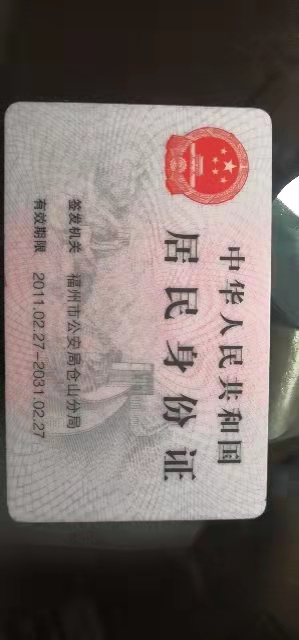 中华人民共和国
居民身份证
签发机关 福州市公安局仓山分局
有效期限 2011.02.27-2031.02.27